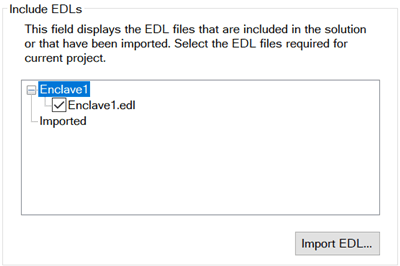 Include EDLs
This field displays the EDL files that are included in the solution
or that have been imported. Select the EDL files required for
current project.
Enclave1
Enclave1.edl
Imported
Import EDL...